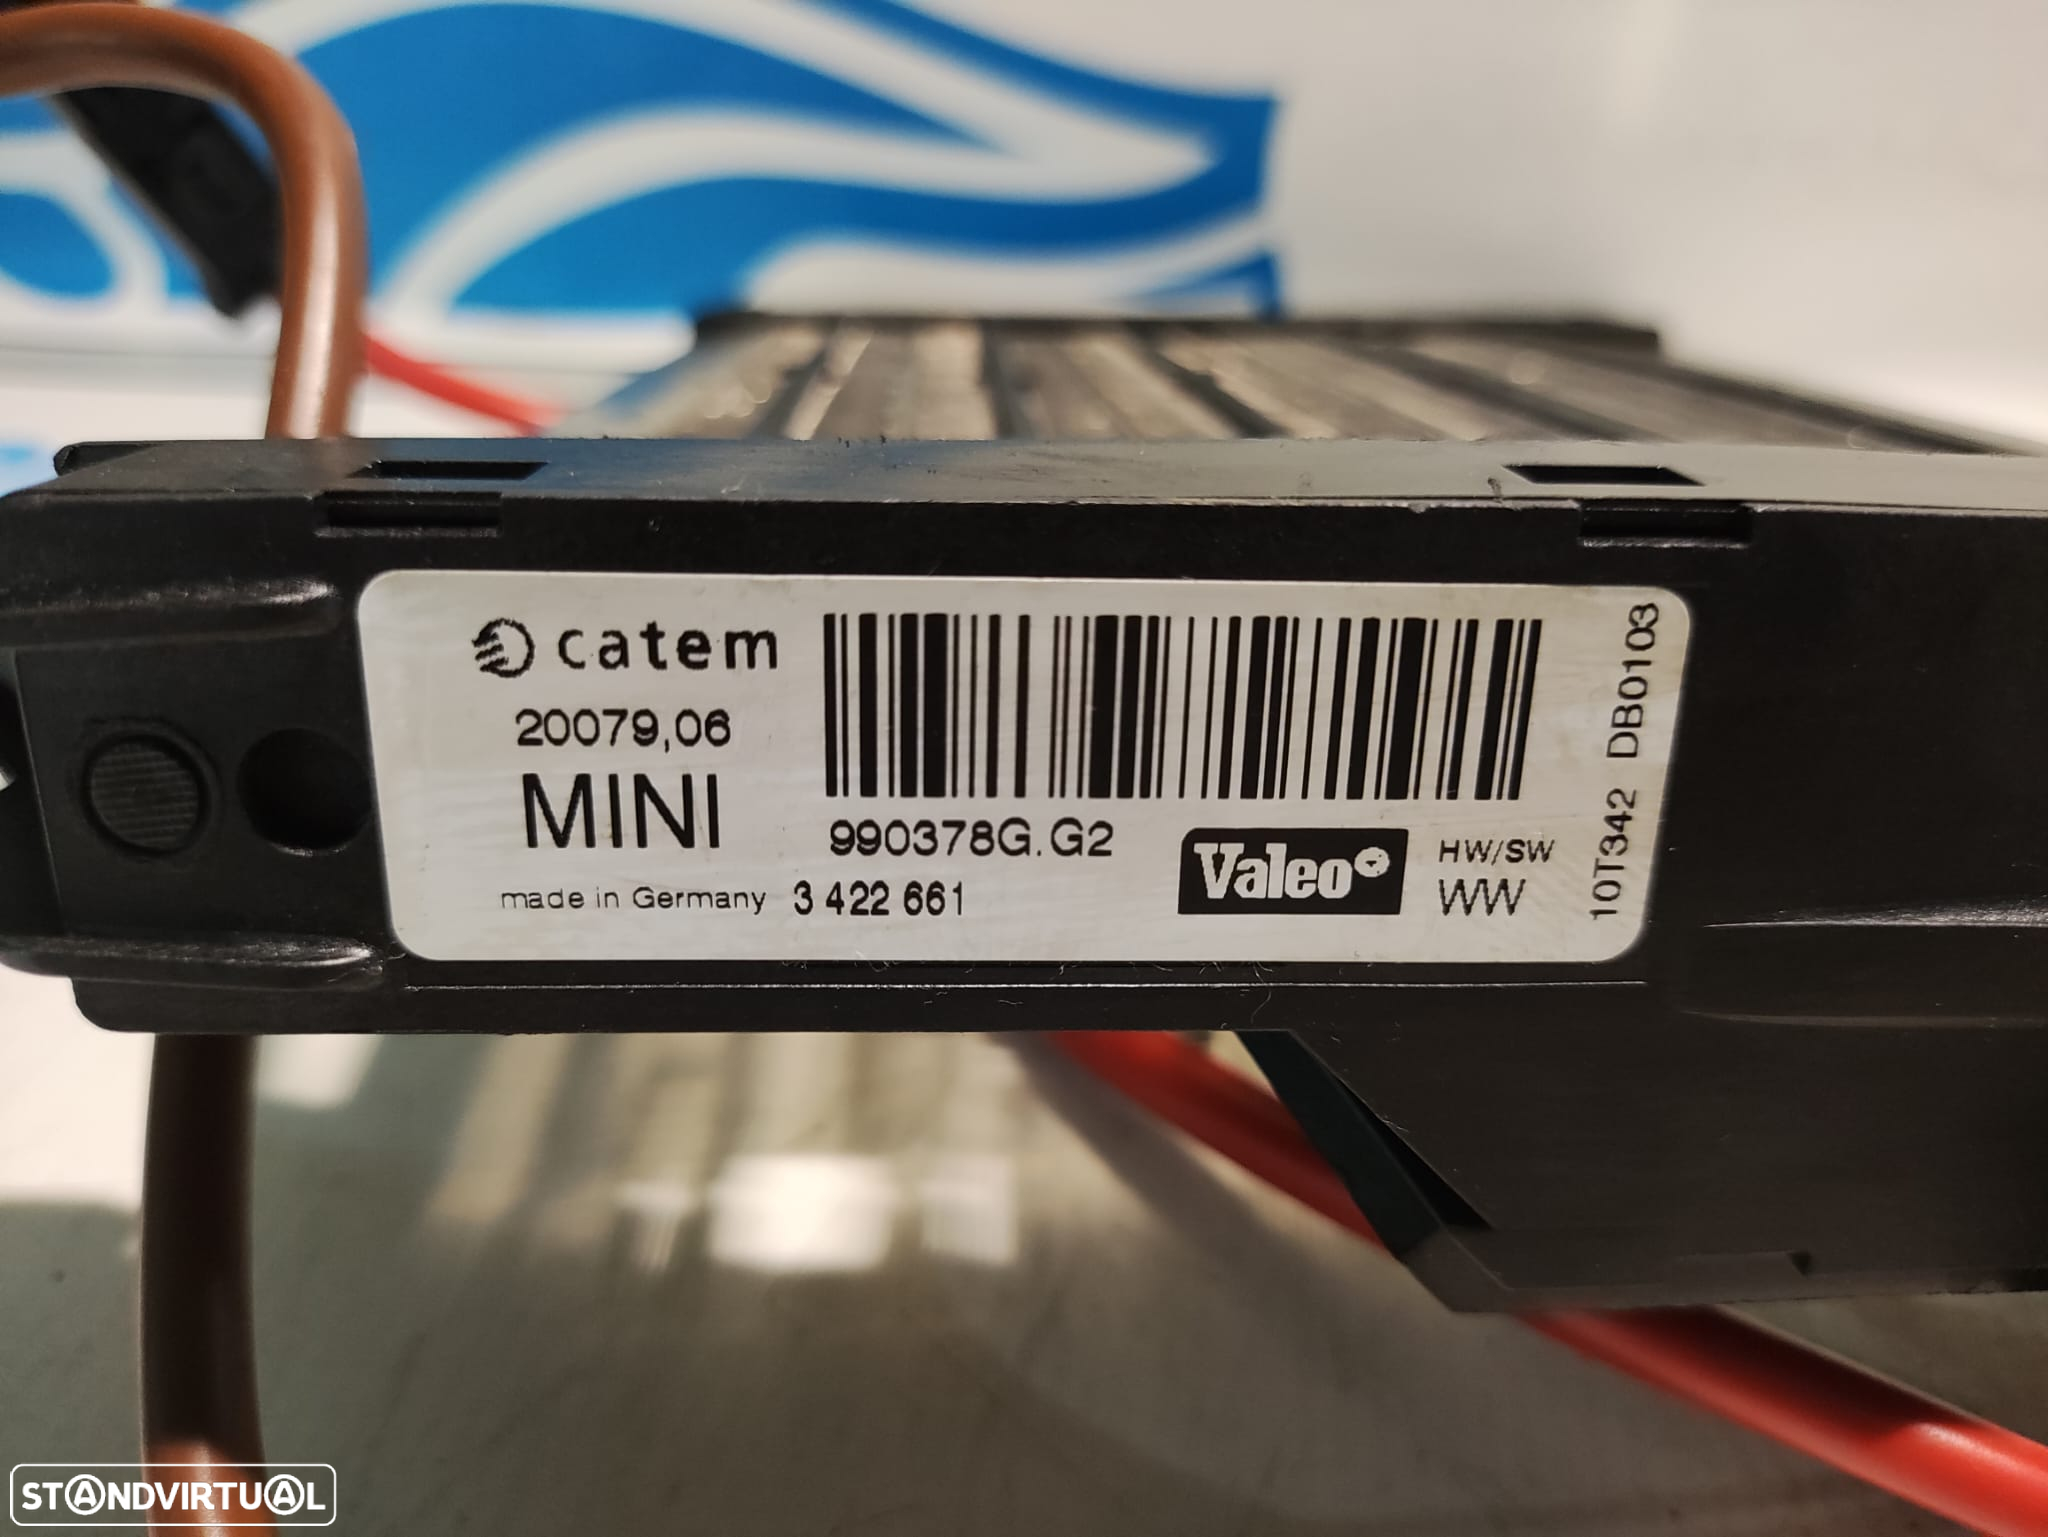 catem
20079,06
MINI
made in Germany
990378G.G2
3 422 661
Valeo
HW/SW
WW
10T342 DB0103
STANDVIRTUAL